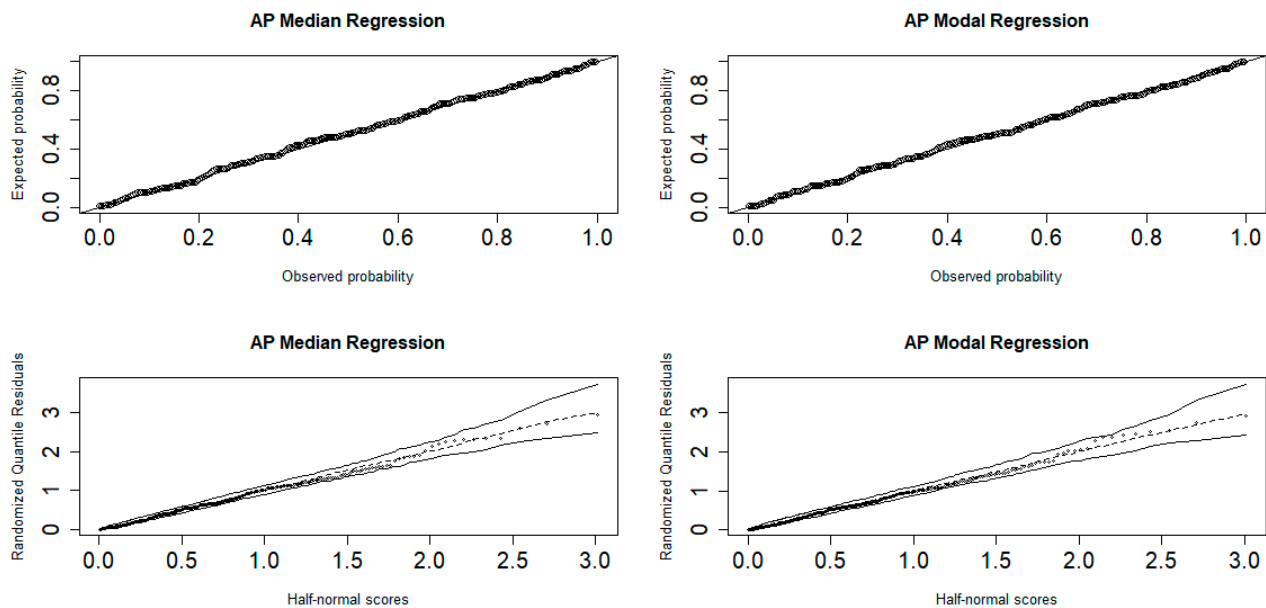 AP Median Regression
Expected probability
0.0 0.4 0.8
0.0 0.2 0.4 0.6 0.8 1.0
Observed probability
AP Modal Regression
Expected probability
0.0 0.4 0.8
0.0 0.2 0.4 0.6 0.8 1.0
Observed probability
AP Median Regression
Randomized Quantile Residuals
0 1 2 3
0.0 0.5 1.0 1.5 2.0 2.5 3.0
Half-normal scores
AP Modal Regression
Randomized Quantile Residuals
0 1 2 3
0.0 0.5 1.0 1.5 2.0 2.5 3.0
Half-normal scores